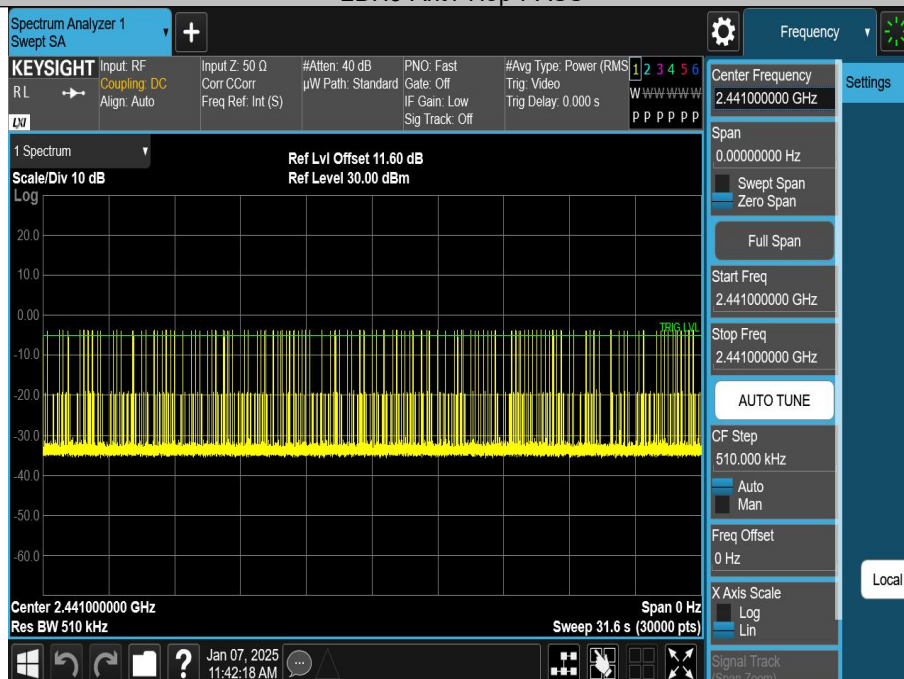 Spectrum Analyzer 1
Swept SA
+
Frequency
KEYSIGHT
R L
LXI
Input: RF
Coupling: DC
Align: Auto
Input Z: 50 Ω
Corr CCorr
Freq Ref: Int (S)
#Atten: 40 dB
µW Path: Standard
PNO: Fast
Gate: Off
IF Gain: Low
Sig Track: Off
#Avg Type: Power (RMS
Trig: Video
Trig Delay: 0.000 s
1 2 3 4 5 6
W W W W W W
P P P P P P
Center Frequency
2.441000000 GHz
Settings
Span
0.00000000 Hz
Swept Span
Zero Span
Full Span
Start Freq
2.441000000 GHz
Stop Freq
2.441000000 GHz
AUTO TUNE
CF Step
510.000 kHz
Auto
Man
Freq Offset
0 Hz
X Axis Scale
Log
Lin
Signal Track
(Span Zoom)
Local
1 Spectrum
Scale/Div 10 dB
Ref Lvl Offset 11.60 dB
Ref Level 30.00 dBm
Log
20.0
10.0
0.00
TRIG LVL
-10.0
-20.0
-30.0
-40.0
-50.0
-60.0
Center 2.441000000 GHz
Span 0 Hz
Res BW 510 kHz
Sweep 31.6 s (30000 pts)
?
Jan 07, 2025
11:42:18 AM